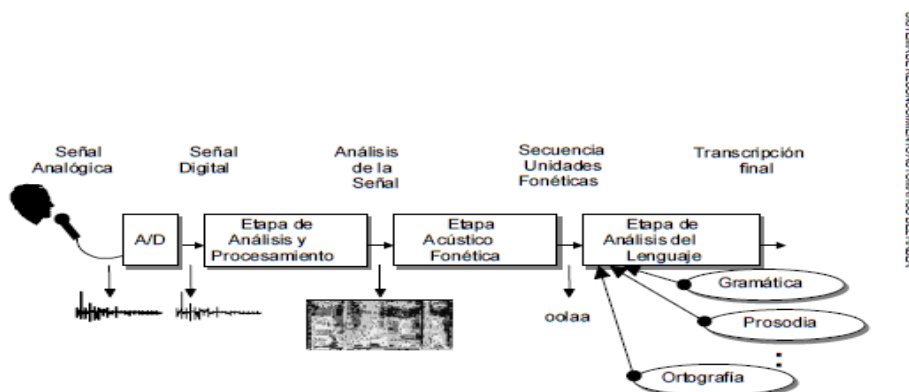 Señal
Analógica
Señal
Digital
Análisis
de la
Señal
Secuencia
Unidades
Fonéticas
Transcripción
final
A/D
Etapa de
Análisis y
Procesamiento
Etapa
Acústico
Fonética
Etapa de
Análisis del
Lenguaje
oolaa
Gramática
Prosodia
Ortografía